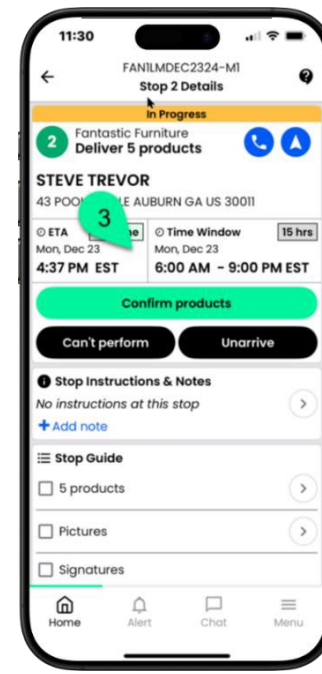 11:30
FAN1LMDEC2324-M1
Stop 2 Details
In Progress
2
Fantastic Furniture
Deliver 5 products
STEVE TREVOR
43 AUBURN GA US 30011
3
ETA
Mon, Dec 23
4:37 PM EST
Time Window 15 hrs
Mon, Dec 23
6:00 AM - 9:00 PM EST
Confirm products
Can't perform
Unarrive
Stop Instructions & Notes
No instructions at this stop
+Add note
Stop Guide
5 products
Pictures
Signatures
Home
Alert
Chat
Menu